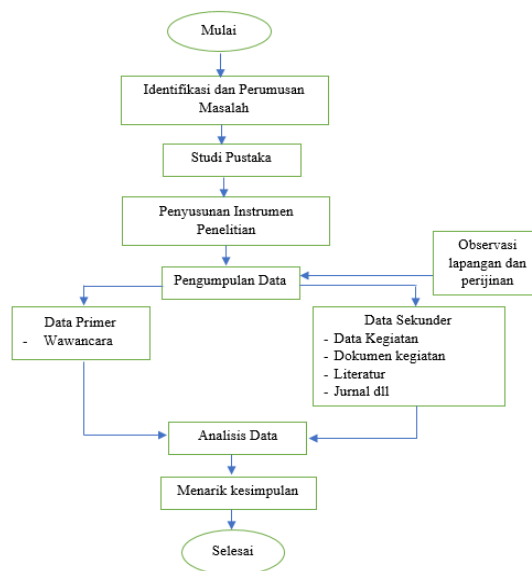 Mulai
Identifikasi dan Perumusan
Masalah
Studi Pustaka
Penyusunan Instrumen
Penelitian
Observasi
lapangan dan
perijinan
Pengumpulan Data
Data Primer
- Wawancara
Data Sekunder
- Data Kegiatan
- Dokumen kegiatan
- Literatur
- Jurnal dll
Analisis Data
Menarik kesimpulan
Selesai